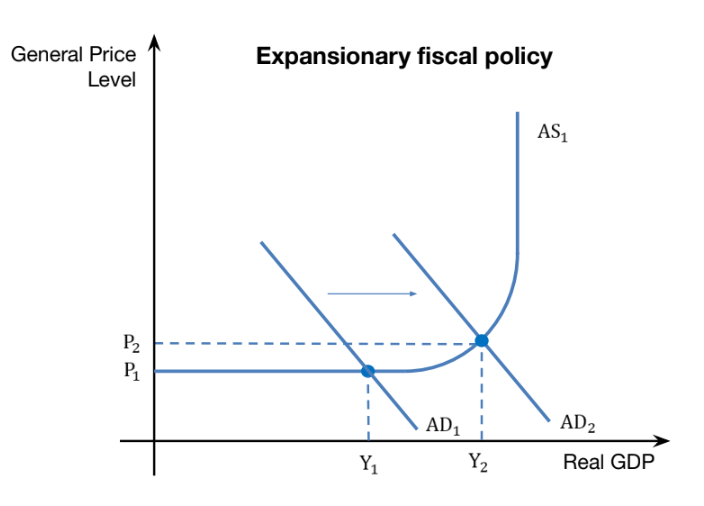 General Price
Level
Expansionary fiscal policy
AS₁
P₂
P₁
AD₁
AD₂
Y₁
Y₂
Real GDP